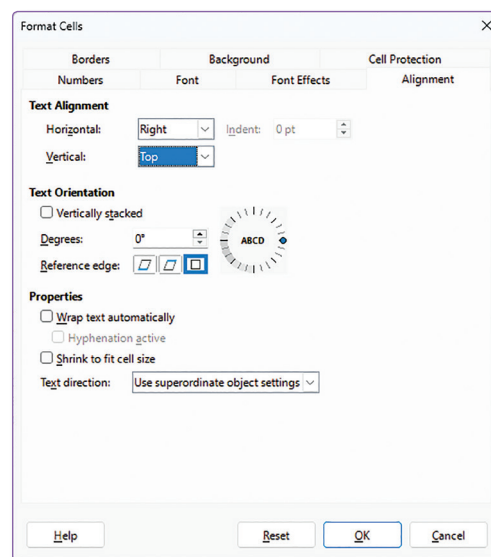 Format Cells
Borders Background Cell Protection
Numbers Font Font Effects Alignment
Text Alignment
Horizontal: Right Indent: 0 pt
Vertical: Top
Text Orientation
Vertically stacked
Degrees: 0° ABCD
Reference edge:
Properties
Wrap text automatically
Hyphenation active
Shrink to fit cell size
Text direction: Use superordinate object settings
Help Reset OK Cancel